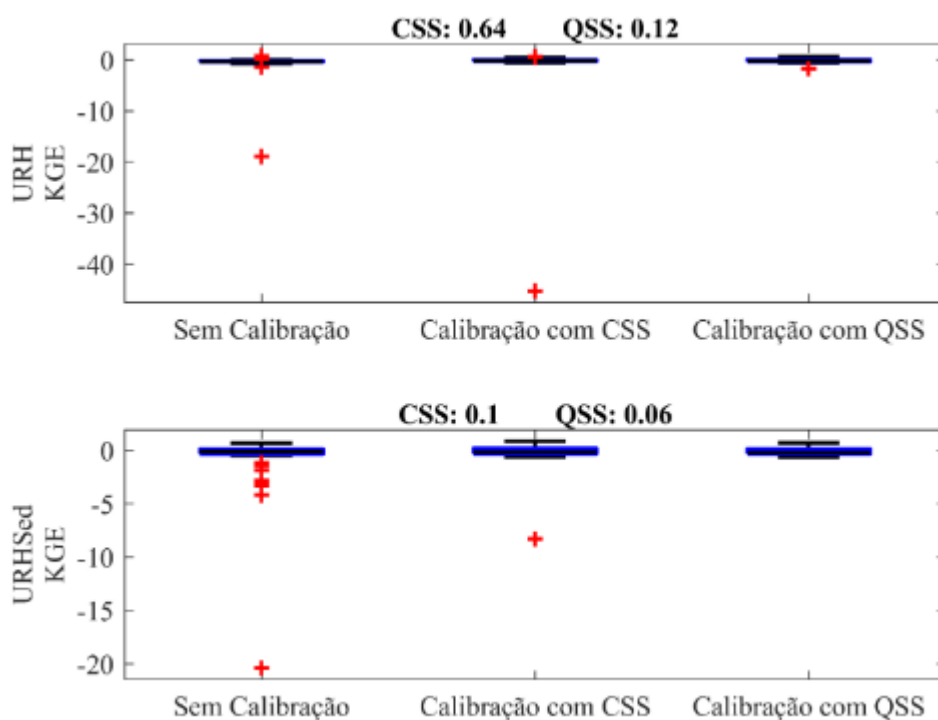 CSS: 0.64 QSS: 0.12
URH
KGE
0
-10
-20
-30
-40
Sem Calibração Calibração com CSS Calibração com QSS
CSS: 0.1 QSS: 0.06
URHSed
KGE
0
-5
-10
-15
-20
Sem Calibração Calibração com CSS Calibração com QSS